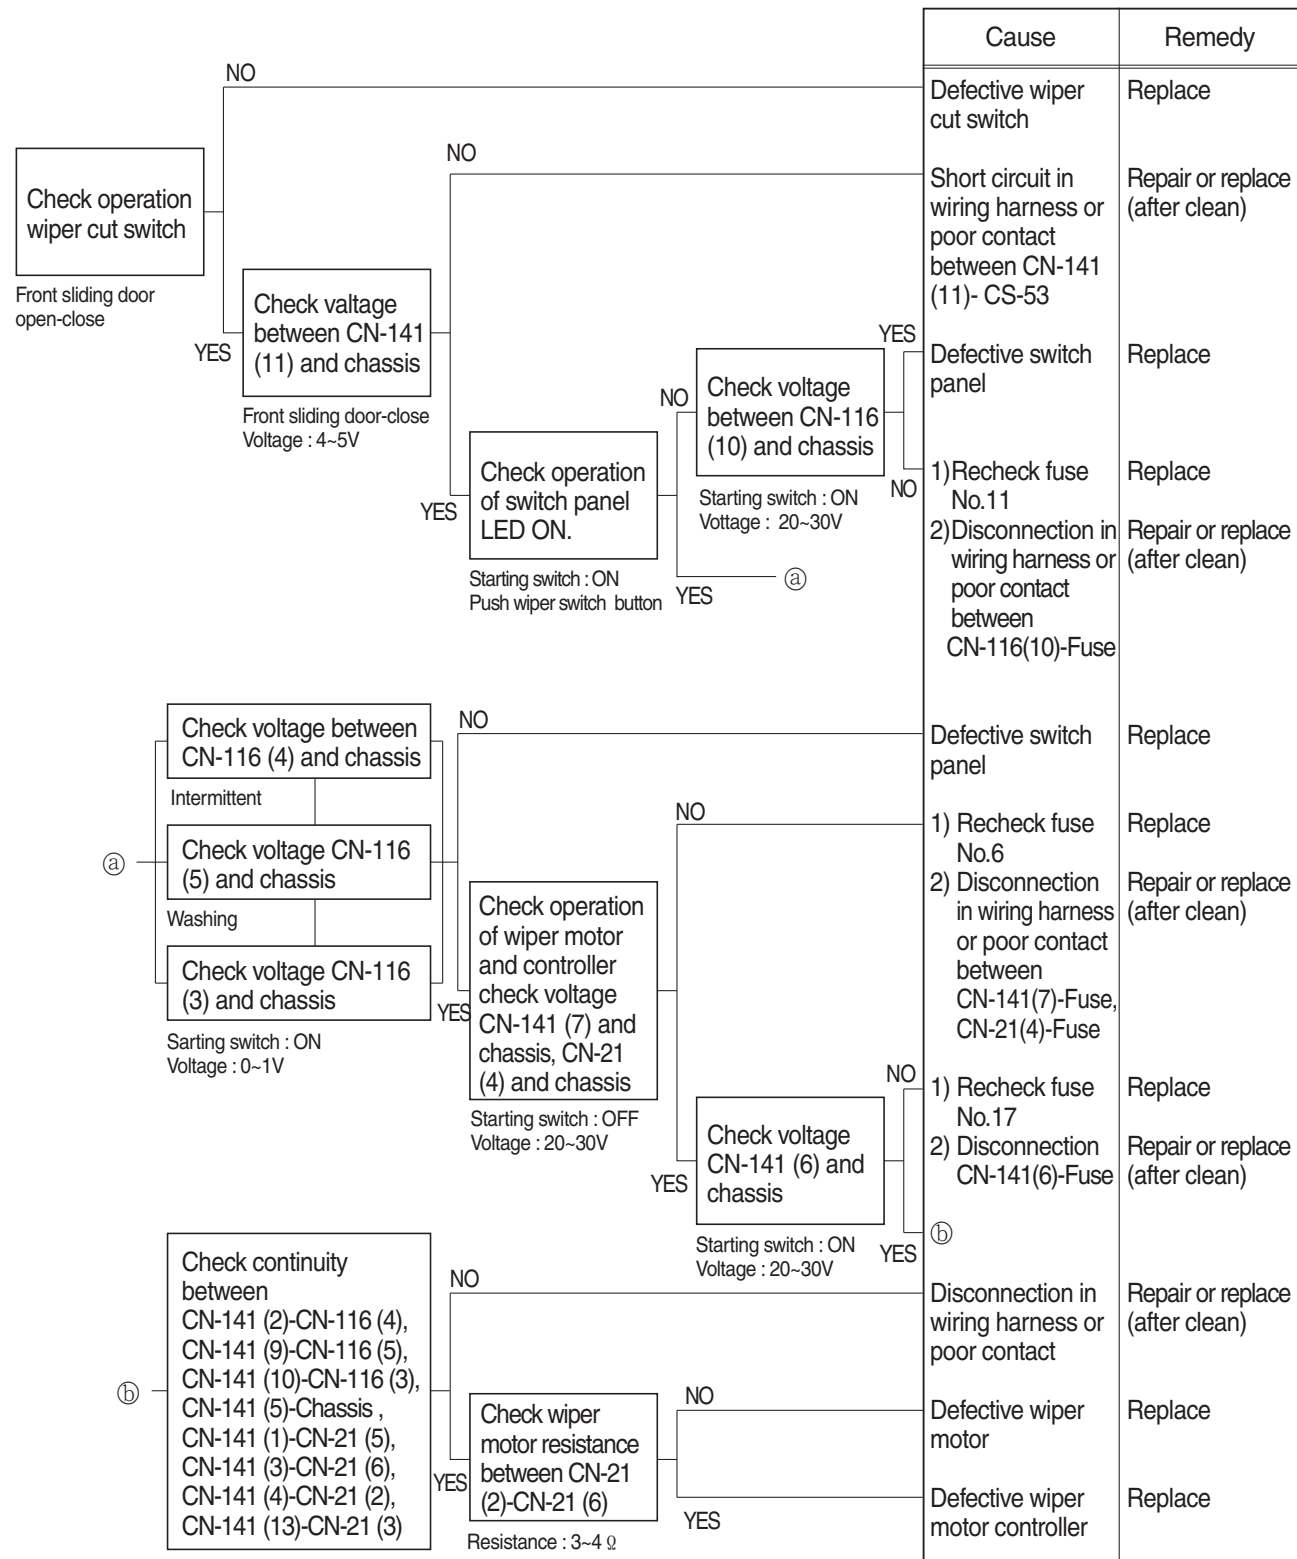 Cause
Remedy
NO
Defective wiper
cut switch
Replace
Check operation
wiper cut switch
Front sliding door
open-close
NO
Short circuit in
wiring harness or
poor contact
between CN-141
(11)- CS-53
Repair or replace
(after clean)
YES
Check valtage
between CN-141
(11) and chassis
Front sliding door-close
Voltage : 4~5V
YES
Check operation
of switch panel
LED ON.
Starting switch : ON
Push wiper switch button
NO
Check voltage
between CN-116
(10) and chassis
Starting switch : ON
Vottage : 20~30V
YES
Defective switch
panel
Replace
NO
1)Recheck fuse
No.11
Replace
2)Disconnection in
wiring harness or
poor contact
between
CN-116(10)-Fuse
Repair or replace
(after clean)
YES
ⓐ
ⓐ
Check voltage between
CN-116 (4) and chassis
Intermittent
Check voltage CN-116
(5) and chassis
Washing
Check voltage CN-116
(3) and chassis
Sarting switch : ON
Voltage : 0~1V
NO
Defective switch
panel
Replace
YES
Check operation
of wiper motor
and controller
check voltage
CN-141 (7) and
chassis, CN-21
(4) and chassis
Starting switch : OFF
Voltage : 20~30V
NO
1) Recheck fuse
No.6
Replace
2) Disconnection
in wiring harness
or poor contact
between
CN-141(7)-Fuse,
CN-21(4)-Fuse
Repair or replace
(after clean)
YES
Check voltage
CN-141 (6) and
chassis
Starting switch : ON
Voltage : 20~30V
NO
1) Recheck fuse
No.17
Replace
2) Disconnection
CN-141(6)-Fuse
Repair or replace
(after clean)
YES
ⓑ
ⓑ
Check continuity
between
CN-141 (2)-CN-116 (4),
CN-141 (9)-CN-116 (5),
CN-141 (10)-CN-116 (3),
CN-141 (5)-Chassis ,
CN-141 (1)-CN-21 (5),
CN-141 (3)-CN-21 (6),
CN-141 (4)-CN-21 (2),
CN-141 (13)-CN-21 (3)
NO
Disconnection in
wiring harness or
poor contact
Repair or replace
(after clean)
YES
Check wiper
motor resistance
between CN-21
(2)-CN-21 (6)
Resistance : 3~4 Ω
NO
Defective wiper
motor
Replace
YES
Defective wiper
motor controller
Replace